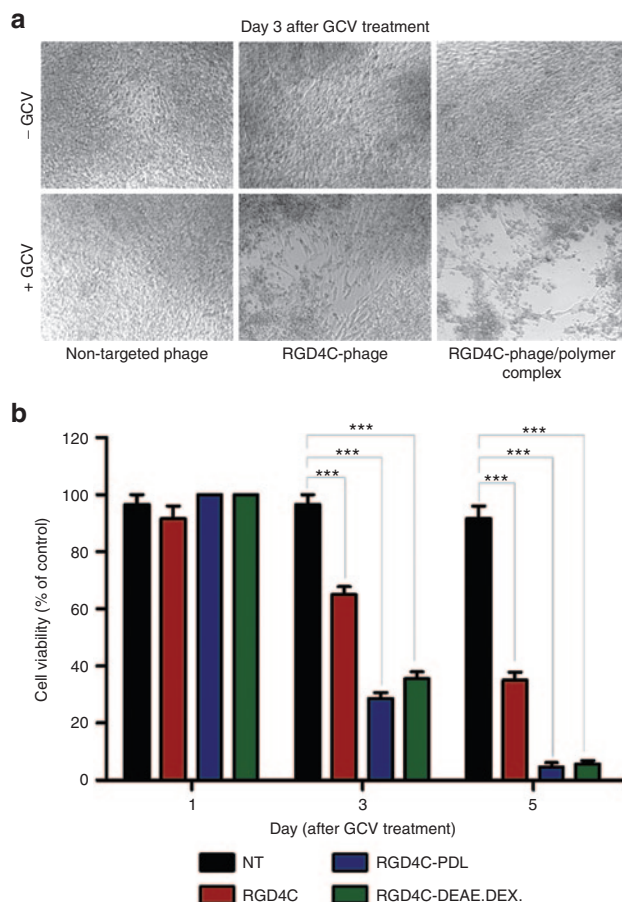 a
Day 3 after GCV treatment
– GCV
+ GCV
Non-targeted phage
RGD4C-phage
RGD4C-phage/polymer
complex
b
120
100
80
60
40
20
0
Cell viability (% of control)
***
***
***
***
***
***
1
3
5
Day (after GCV treatment)
NT
RGD4C-PDL
RGD4C
RGD4C-DEAE.DEX.